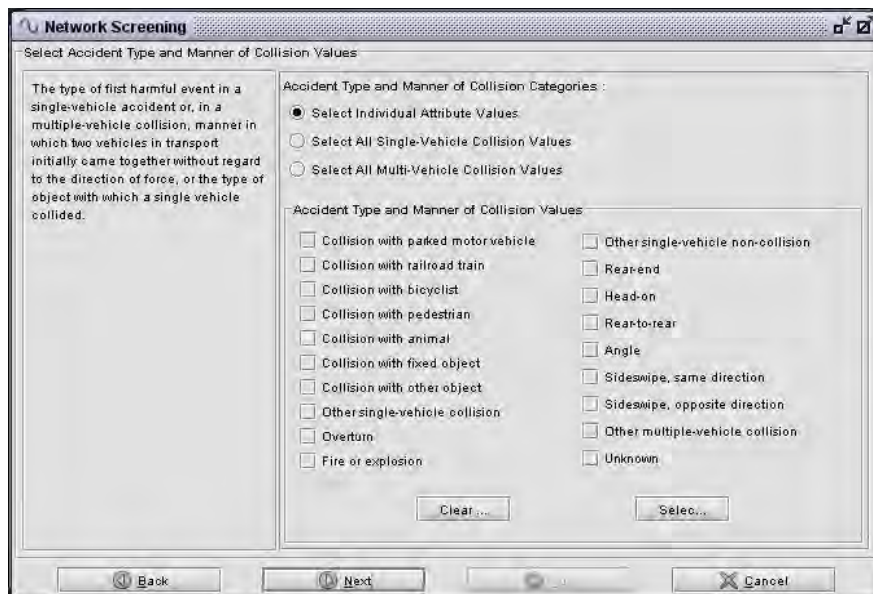 Network Screening
Select Accident Type and Manner of Collision Values
The type of first harmful event in a
single-vehicle accident or, in a
multiple-vehicle collision, manner in
which two vehicles in transport
initially came together without regard
to the direction of force, or the type of
object with which a single vehicle
collided.
Accident Type and Manner of Collision Categories :
Select Individual Attribute Values
Select All Single-Vehicle Collision Values
Select All Multi-Vehicle Collision Values
Accident Type and Manner of Collision Values
Collision with parked motor vehicle
Collision with railroad train
Collision with bicyclist
Collision with pedestrian
Collision with animal
Collision with fixed object
Collision with other object
Other single-vehicle collision
Overturn
Fire or explosion
Other single-vehicle non-collision
Rear-end
Head-on
Rear-to-rear
Angle
Sideswipe, same direction
Sideswipe, opposite direction
Other multiple-vehicle collision
Unknown
Clear ...
Selec...
Back
Next
Cancel